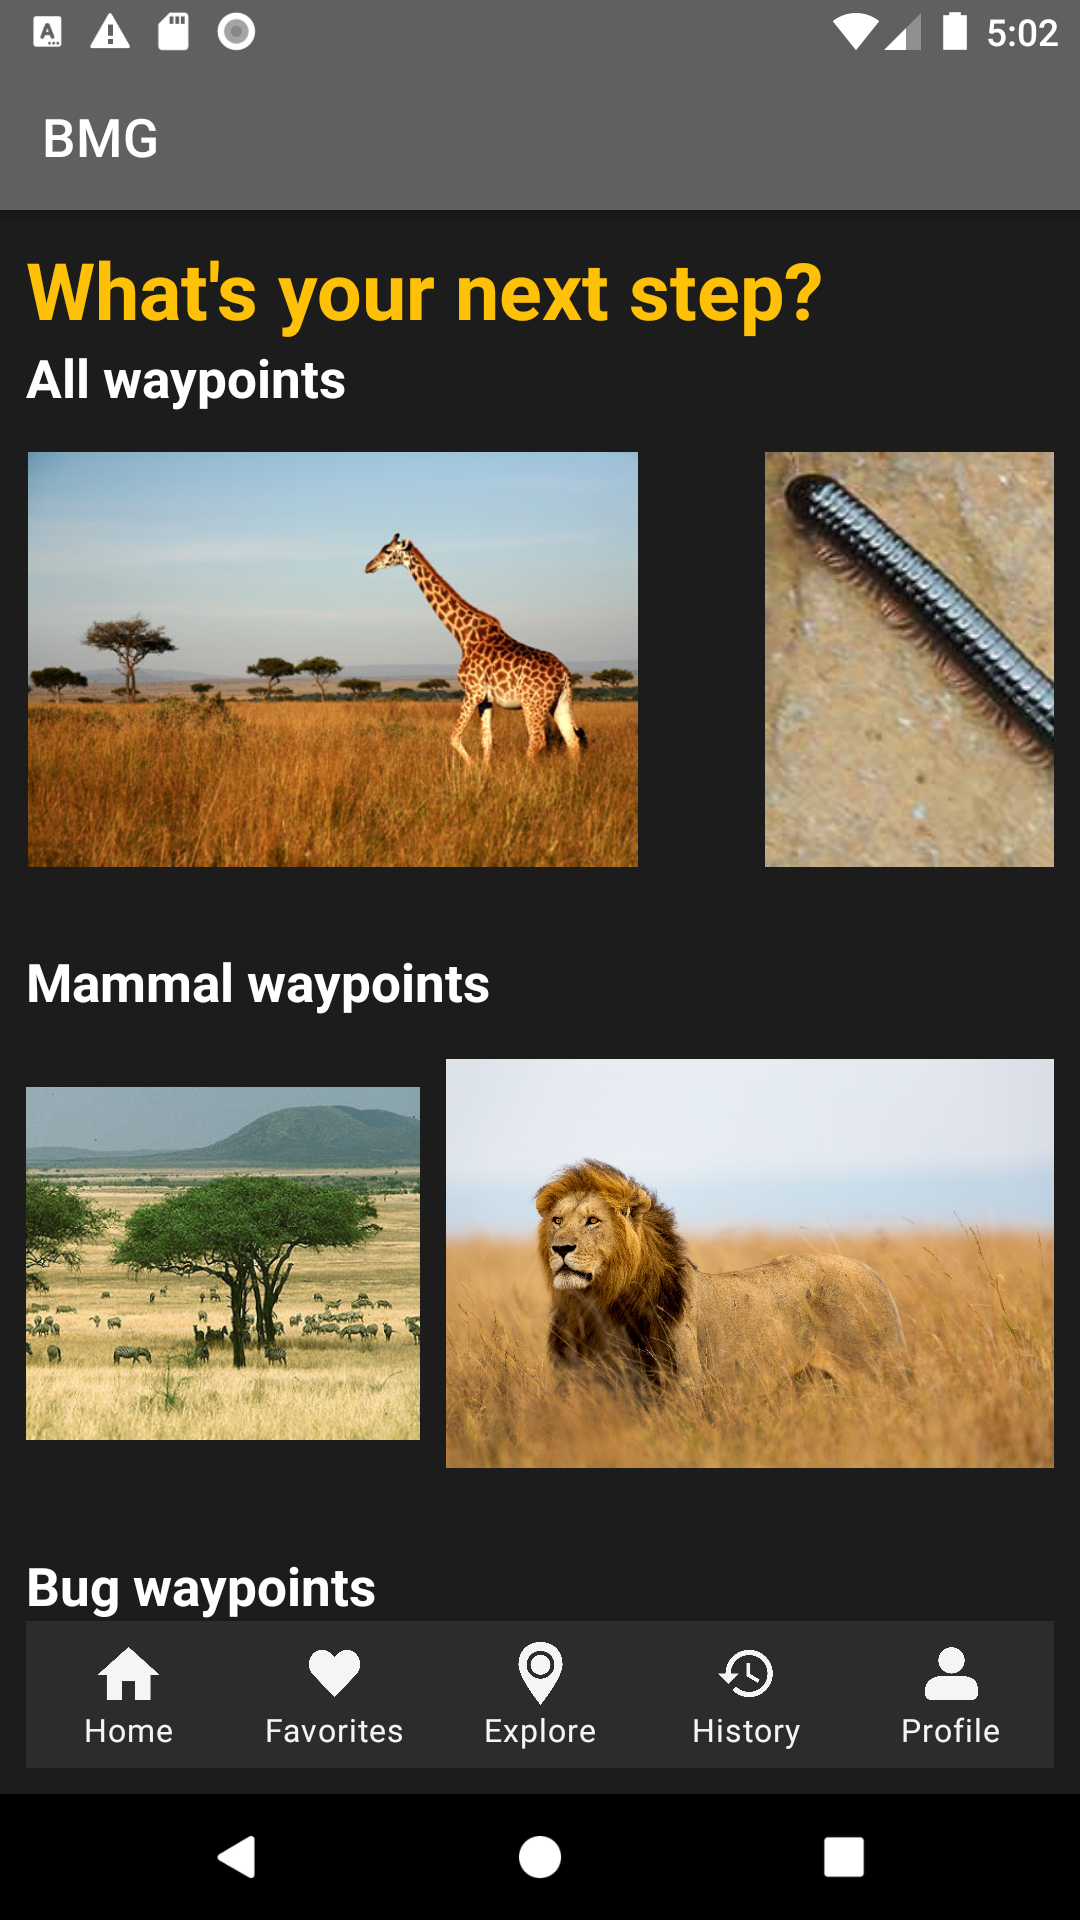 5:02
BMG
What's your next step?
All waypoints
Mammal waypoints
Bug waypoints
Home Favorites Explore History Profile